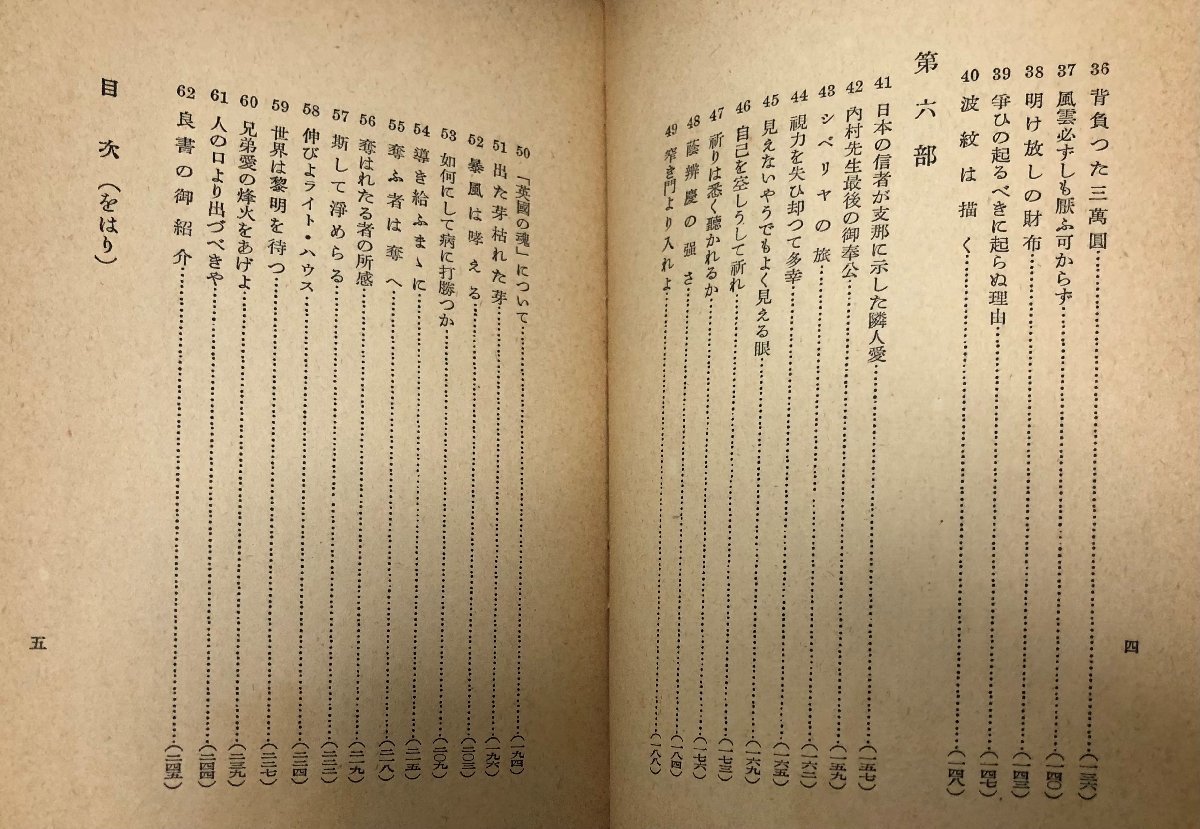 36 背負つた三萬圓……(一三六)
37 風雲必ずしも厭ふ可からず……(一四〇)
38 明け放しの財布……(一四三)
39 爭ひの起るべきに起らぬ理由……(一四七)
40 波紋は描く……(一四八)
第六部
41 日本の信者が支那に示した隣人愛……(一五七)
42 內村先生最後の御奉公……(一五九)
43 シベリヤの旅……(一六二)
44 視力を失ひ却つて多幸……(一六五)
45 見えないやうでもよく見える眼……(一六九)
46 自己を空しうして祈れ……(一七三)
47 祈りは悉く聽かれるか……(一七六)
48 藝辨慶の强さ……(一八四)
49 窄き門より入れよ……(一八八)
四
50 「英國の魂」について……(一九四)
51 出た芽枯れた芽……(一九六)
52 暴風は哮える……(二〇三)
53 如何にして病に打勝つか……(二〇九)
54 導き給ふまゝに……(二一五)
55 奪ふ者は奪へ……(二一八)
56 奪はれたる者の所感……(二一九)
57 斯して淨めらる……(二二二)
58 伸びよライト・ハウス……(二二四)
59 世界は黎明を待つ……(二二七)
60 兄弟愛の烽火をあげよ……(二三九)
61 人の口より出づべきや……(二四四)
62 良書の御紹介……(二四五)
目次(をはり)
五